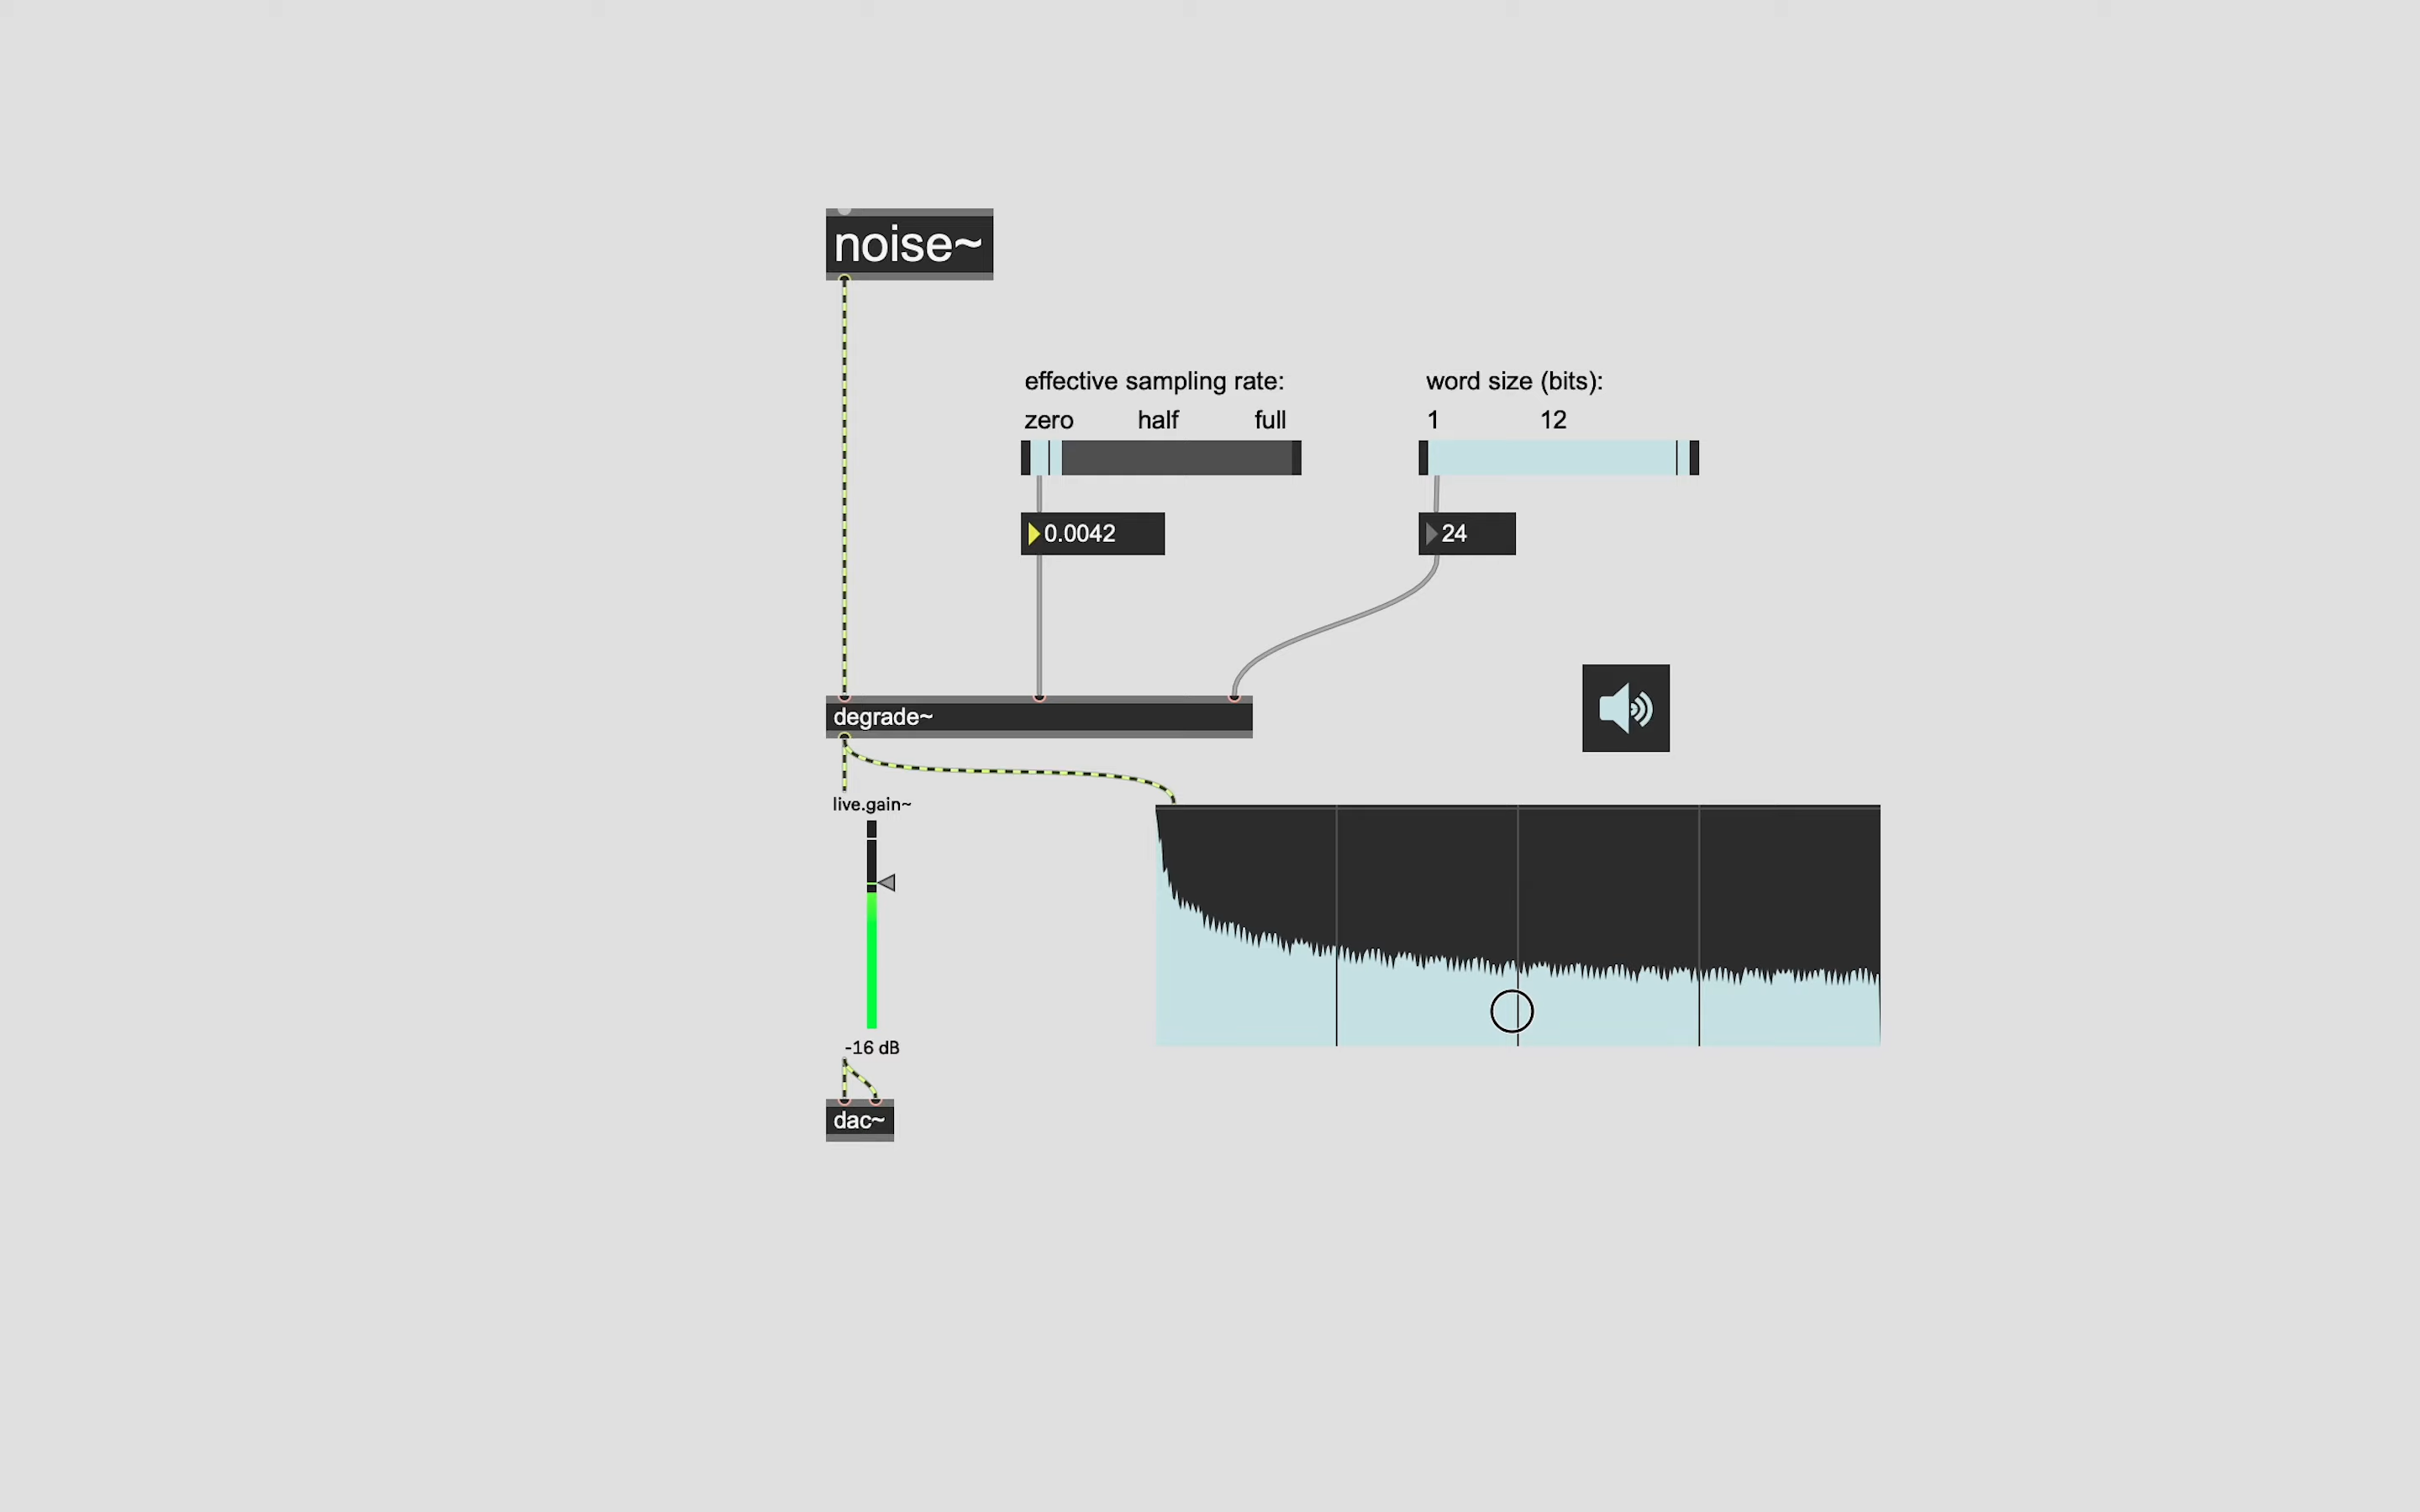 noise~
effective sampling rate:
zero half full
0.0042
word size (bits):
1 12
24
degrade~
live.gain~
-16 dB
dac~